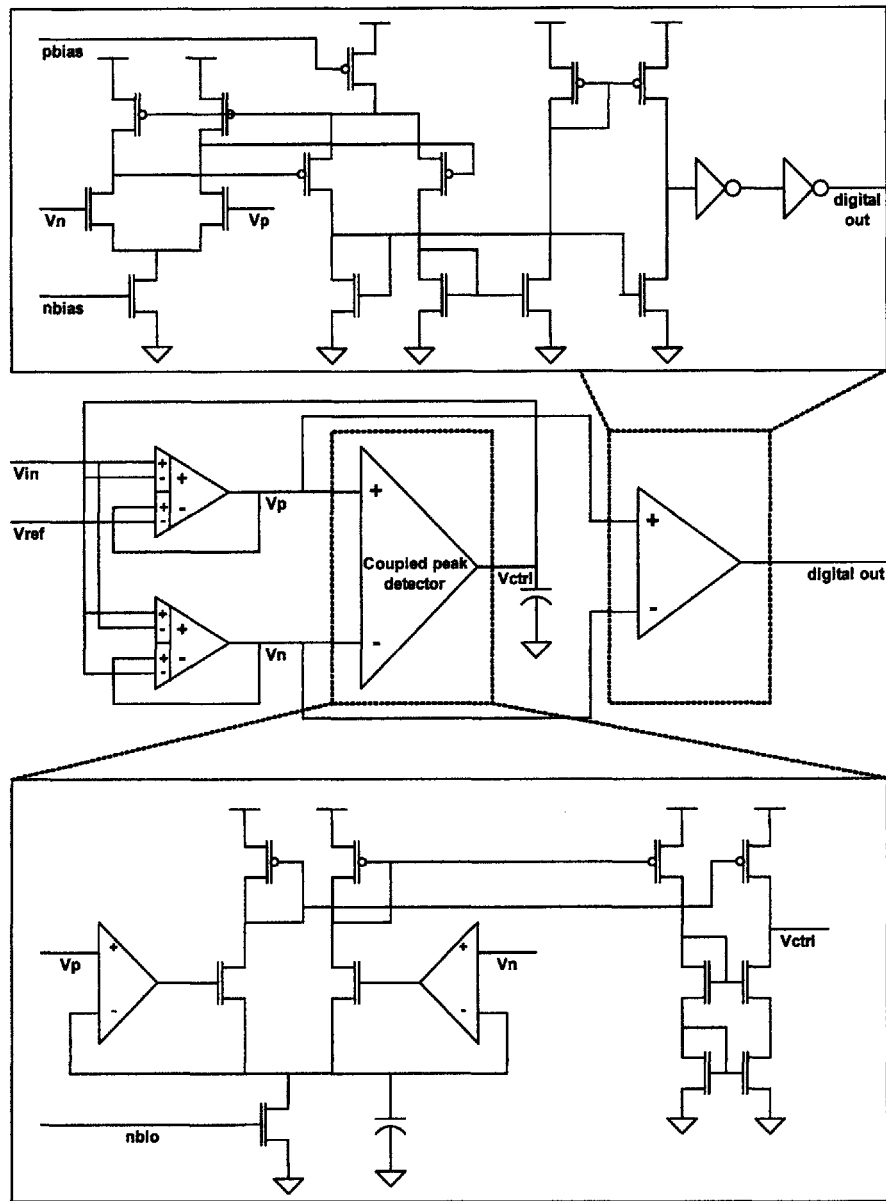 pbias
Vn
Vp
nbias
digital
out
+
-
+
-
+
-
Vin
Vref
Vp
+
-
+
-
+
-
Vn
+
Coupled peak
detector
-
Vctrl
+
-
digital out
Vp
+
-
Vn
+
-
Vctrl
nblo